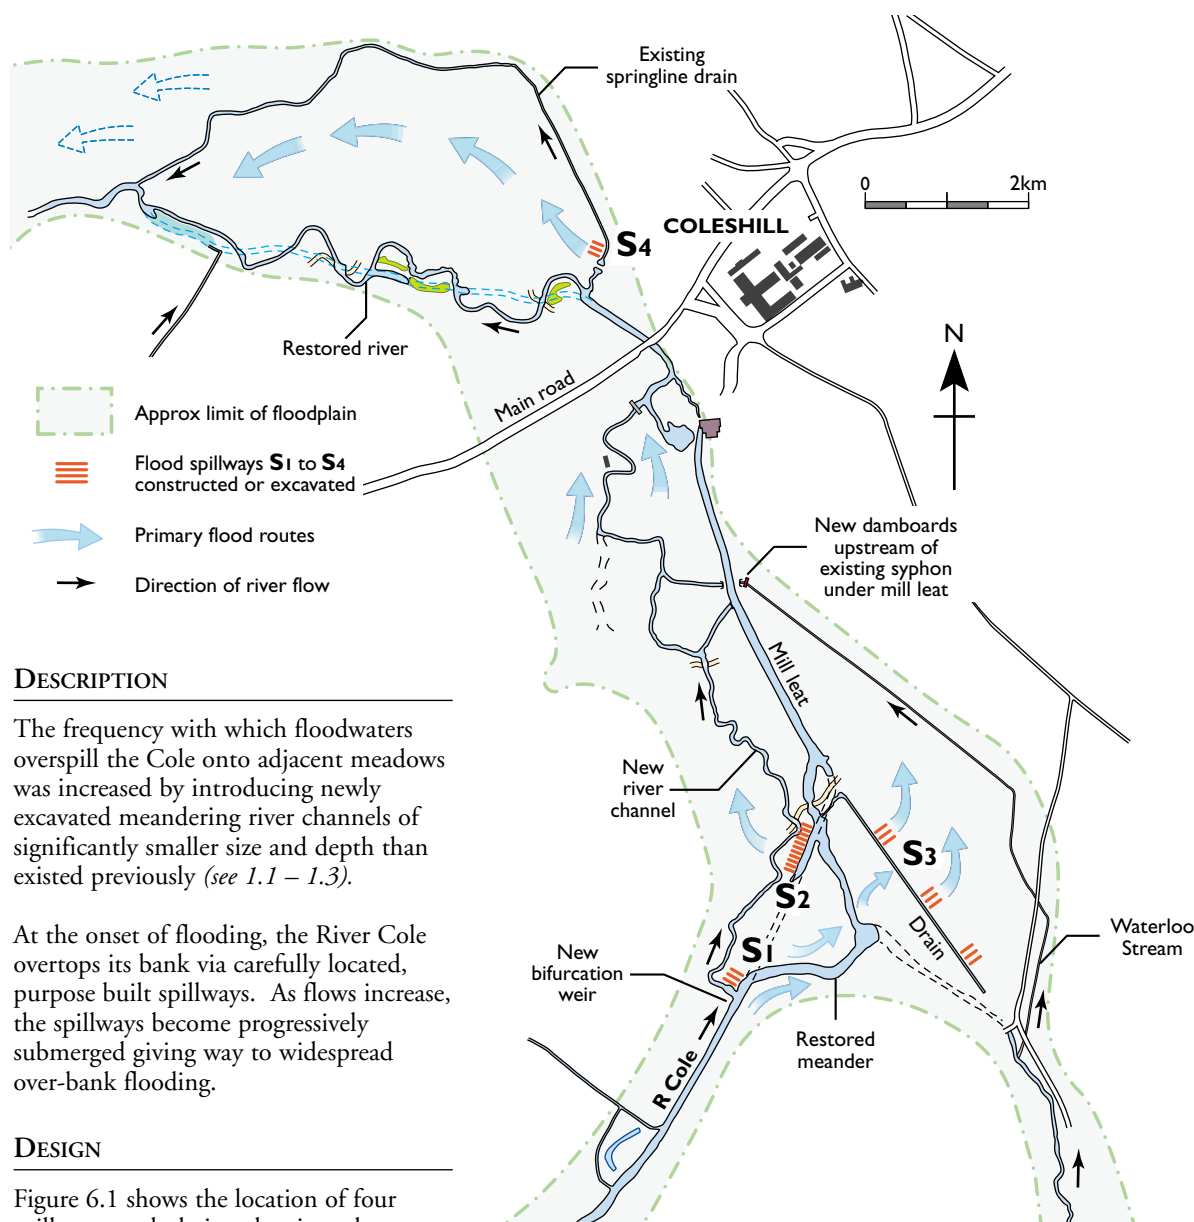 Existing
springline drain
0 2km
COLESHILL
S4
Restored river
N
Main road
Approx limit of floodplain
Flood spillways S1 to S4
constructed or excavated
Primary flood routes
Direction of river flow
New damboards
upstream of
existing syphon
under mill leat
Mill leat
New
river
channel
S3
S2
Drain
Waterloo
Stream
S1
New
bifurcation
weir
Restored
meander
R Cole
DESCRIPTION
The frequency with which floodwaters
overspill the Cole onto adjacent meadows
was increased by introducing newly
excavated meandering river channels of
significantly smaller size and depth than
existed previously (see 1.1 – 1.3).
At the onset of flooding, the River Cole
overtops its bank via carefully located,
purpose built spillways. As flows increase,
the spillways become progressively
submerged giving way to widespread
over-bank flooding.
DESIGN
Figure 6.1 shows the location of four